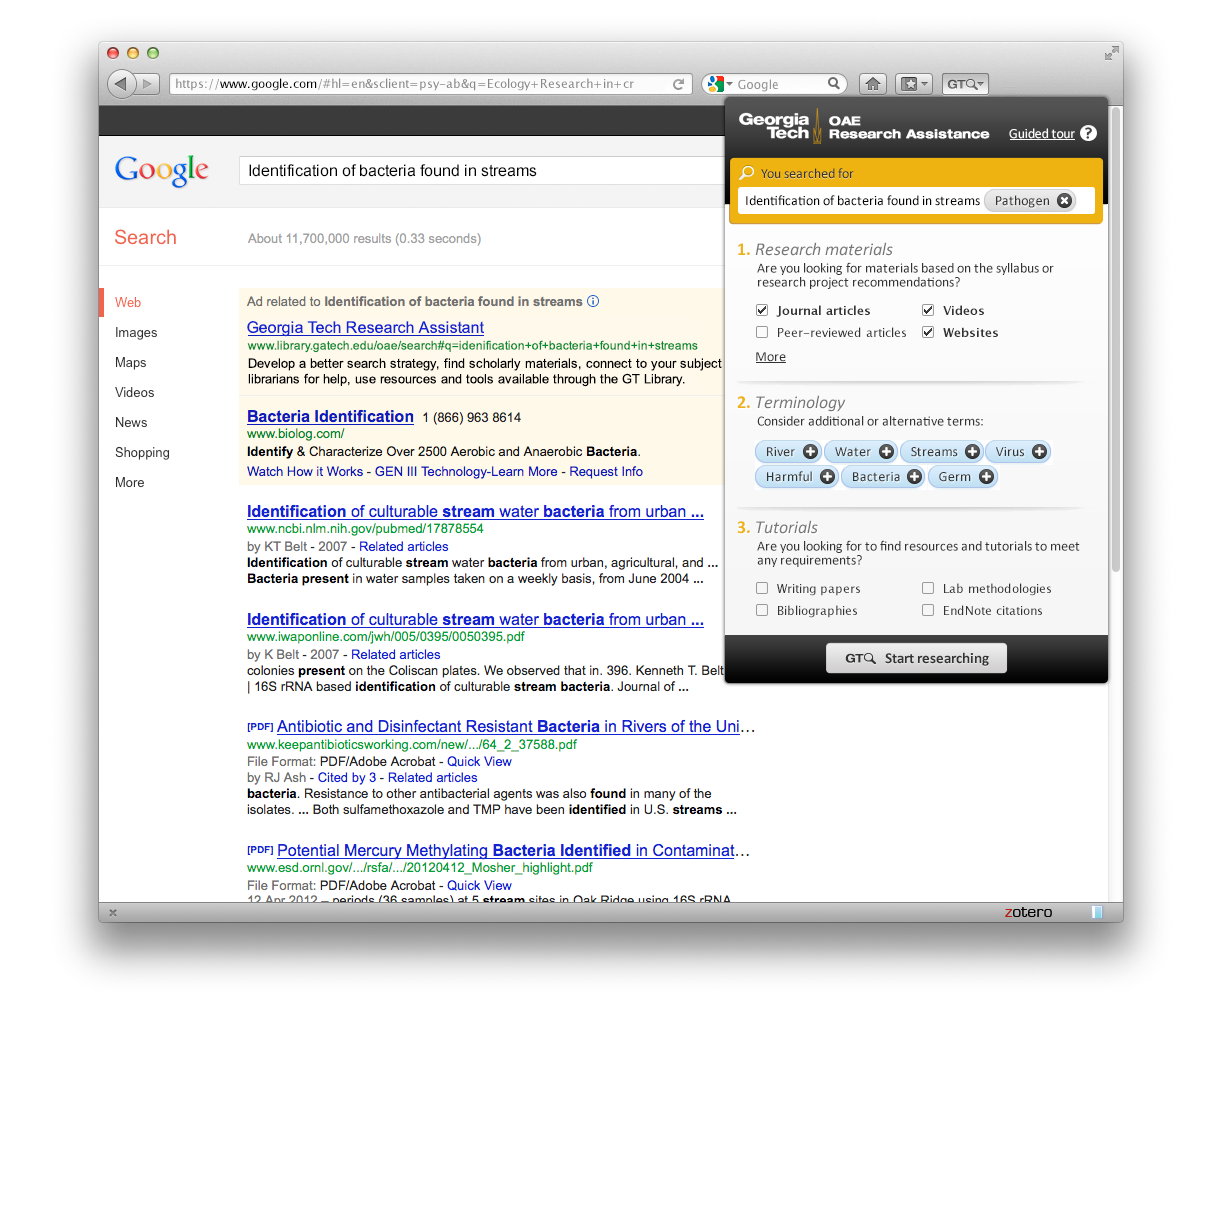 https://www.google.com/#hl=en&sclient=psy-ab&q=Ecology+Research+in+cr
Google
GT
Google
Identification of bacteria found in streams
Search
About 11,700,000 results (0.33 seconds)
Web
Images
Maps
Videos
News
Shopping
More
Ad related to Identification of bacteria found in streams
Georgia Tech Research Assistant
www.library.gatech.edu/oae/search#q=idenification+of+bacteria+found+in+streams
Develop a better search strategy, find scholarly materials, connect to your subject
librarians for help, use resources and tools available through the GT Library.
Bacteria Identification 1 (866) 963 8614
www.biolog.com/
Identify & Characterize Over 2500 Aerobic and Anaerobic Bacteria.
Watch How it Works - GEN III Technology-Learn More - Request Info
Identification of culturable stream water bacteria from urban ...
www.ncbi.nlm.nih.gov/pubmed/17878554
by KT Belt - 2007 - Related articles
Identification of culturable stream water bacteria from urban, agricultural, and ...
Bacteria present in water samples taken on a weekly basis, from June 2004 ...
Identification of culturable stream water bacteria from urban ...
www.iwaponline.com/jwh/005/0395/0050395.pdf
by K Belt - 2007 - Related articles
colonies present on the Coliscan plates. We observed that in. 396. Kenneth T. Belt
| 16S rRNA based identification of culturable stream bacteria. Journal of ...
[PDF] Antibiotic and Disinfectant Resistant Bacteria in Rivers of the Uni...
www.keepantibioticsworking.com/new/.../64_2_37588.pdf
File Format: PDF/Adobe Acrobat - Quick View
by RJ Ash - Cited by 3 - Related articles
bacteria. Resistance to other antibacterial agents was also found in many of the
isolates. ... Both sulfamethoxazole and TMP have been identified in U.S. streams ...
[PDF] Potential Mercury Methylating Bacteria Identified in Contaminat...
www.esd.ornl.gov/.../rsfa/.../20120412_Mosher_highlight.pdf
File Format: PDF/Adobe Acrobat - Quick View
12 Apr 2012 – periods (36 samples) at 5 stream sites in Oak Ridge using 16S rRNA
Georgia Tech
OAE
Research Assistance
Guided tour ?
You searched for
Identification of bacteria found in streams Pathogen
1. Research materials
Are you looking for materials based on the syllabus or
research project recommendations?
Journal articles Videos
Peer-reviewed articles Websites
More
2. Terminology
Consider additional or alternative terms:
River Water Streams Virus
Harmful Bacteria Germ
3. Tutorials
Are you looking for to find resources and tutorials to meet
any requirements?
Writing papers Lab methodologies
Bibliographies EndNote citations
GT Start researching
zotero